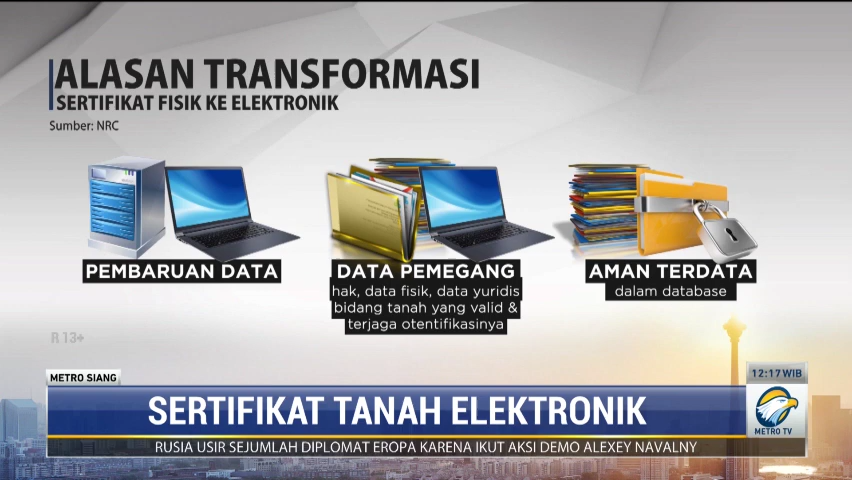 ALASAN TRANSFORMASI
SERTIFIKAT FISIK KE ELEKTRONIK
Sumber: NRC
PEMBARUAN DATA
DATA PEMEGANG
hak, data fisik, data yuridis
bidang tanah yang valid &
terjaga otentifikasinya
AMAN TERDATA
dalam database
R 13+
METRO SIANG
12:17 WIB
SERTIFIKAT TANAH ELEKTRONIK
METRO TV
RUSIA USIR SEJUMLAH DIPLOMAT EROPA KARENA IKUT AKSI DEMO ALEXEY NAVALNY